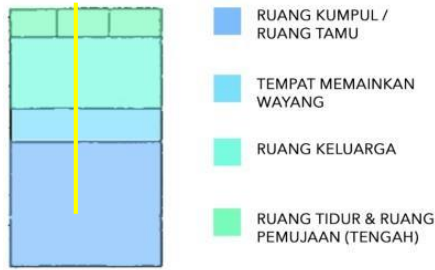 RUANG KUMPUL /
RUANG TAMU
TEMPAT MEMAINKAN
WAYANG
RUANG KELUARGA
RUANG TIDUR & RUANG
PEMUJAAN (TENGAH)